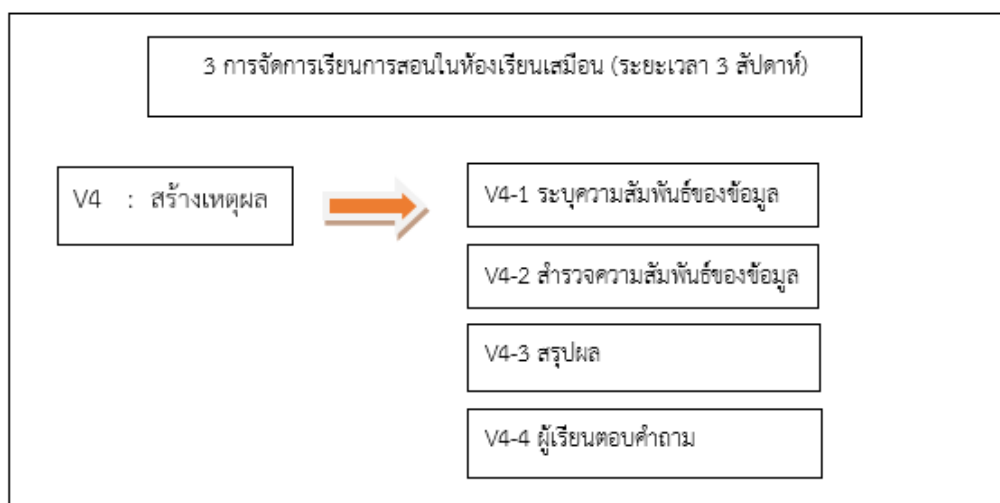 3 การจัดการเรียนการสอนในห้องเรียนเสมือน (ระยะเวลา 3 สัปดาห์)
V4 : สร้างเหตุผล
V4-1 ระบุความสัมพันธ์ของข้อมูล
V4-2 สำรวจความสัมพันธ์ของข้อมูล
V4-3 สรุปผล
V4-4 ผู้เรียนตอบคำถาม